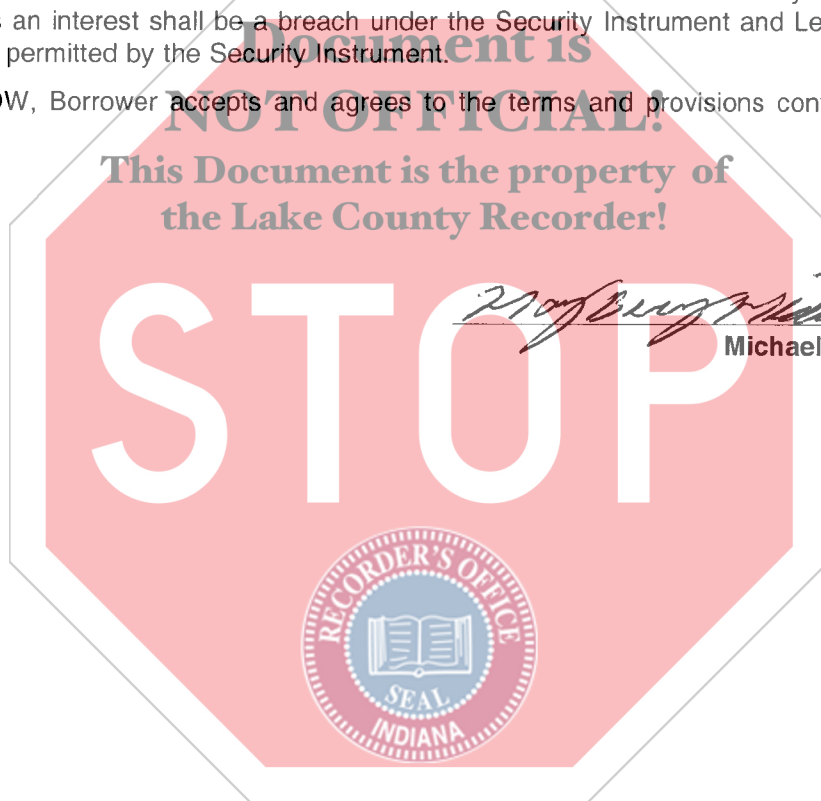 s an interest shall be a breach under the Security Instrument and Le
permitted by the Security Instrument.
Document is
OW, Borrower accepts and agrees to the terms and provisions con
NOT OFFICIAL!
This Document is the property of
the Lake County Recorder!
Michael
STOP
RECORDER'S OFFICE
SEAL
INDIANA